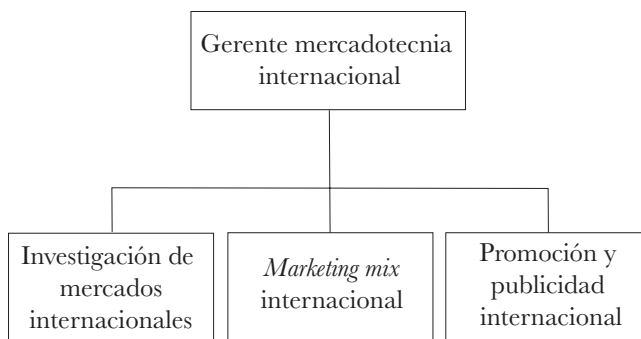 Gerente mercadotecnia
internacional
Investigación de
mercados
internacionales
Marketing mix
internacional
Promoción y
publicidad
internacional